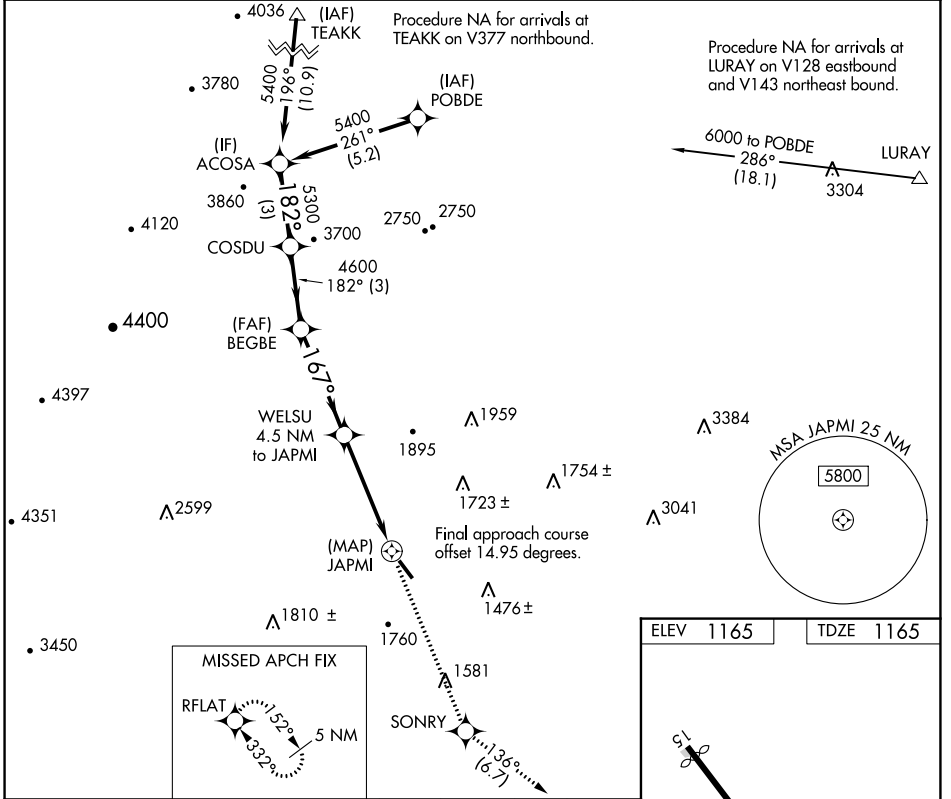 4036
(IAF)
TEAKK
Procedure NA for arrivals at
TEAKK on V377 northbound.
Procedure NA for arrivals at
LURAY on V128 eastbound
and V143 northeast bound.
3780
5400
196°
(10.9)
(IAF)
POBDE
5400
261°
(5.2)
6000 to POBDE
286°
(18.1)
LURAY
3304
(IF)
ACOSA
3860
5300
182°
(3)
4120
2750
2750
COSDU
3700
4600
182° (3)
4400
(FAF)
BEGBE
167°
4397
WELSU
4.5 NM
to JAPMI
1959
1895
3384
MSA JAPMI 25 NM
5800
1754 ±
1723 ±
4351
2599
3041
Final approach course
offset 14.95 degrees.
(MAP)
JAPMI
1476 ±
1810 ±
1760
3450
ELEV 1165
TDZE 1165
MISSED APCH FIX
RFLAT
152°
332°
5 NM
1581
SONRY
136°
(6.7)
15